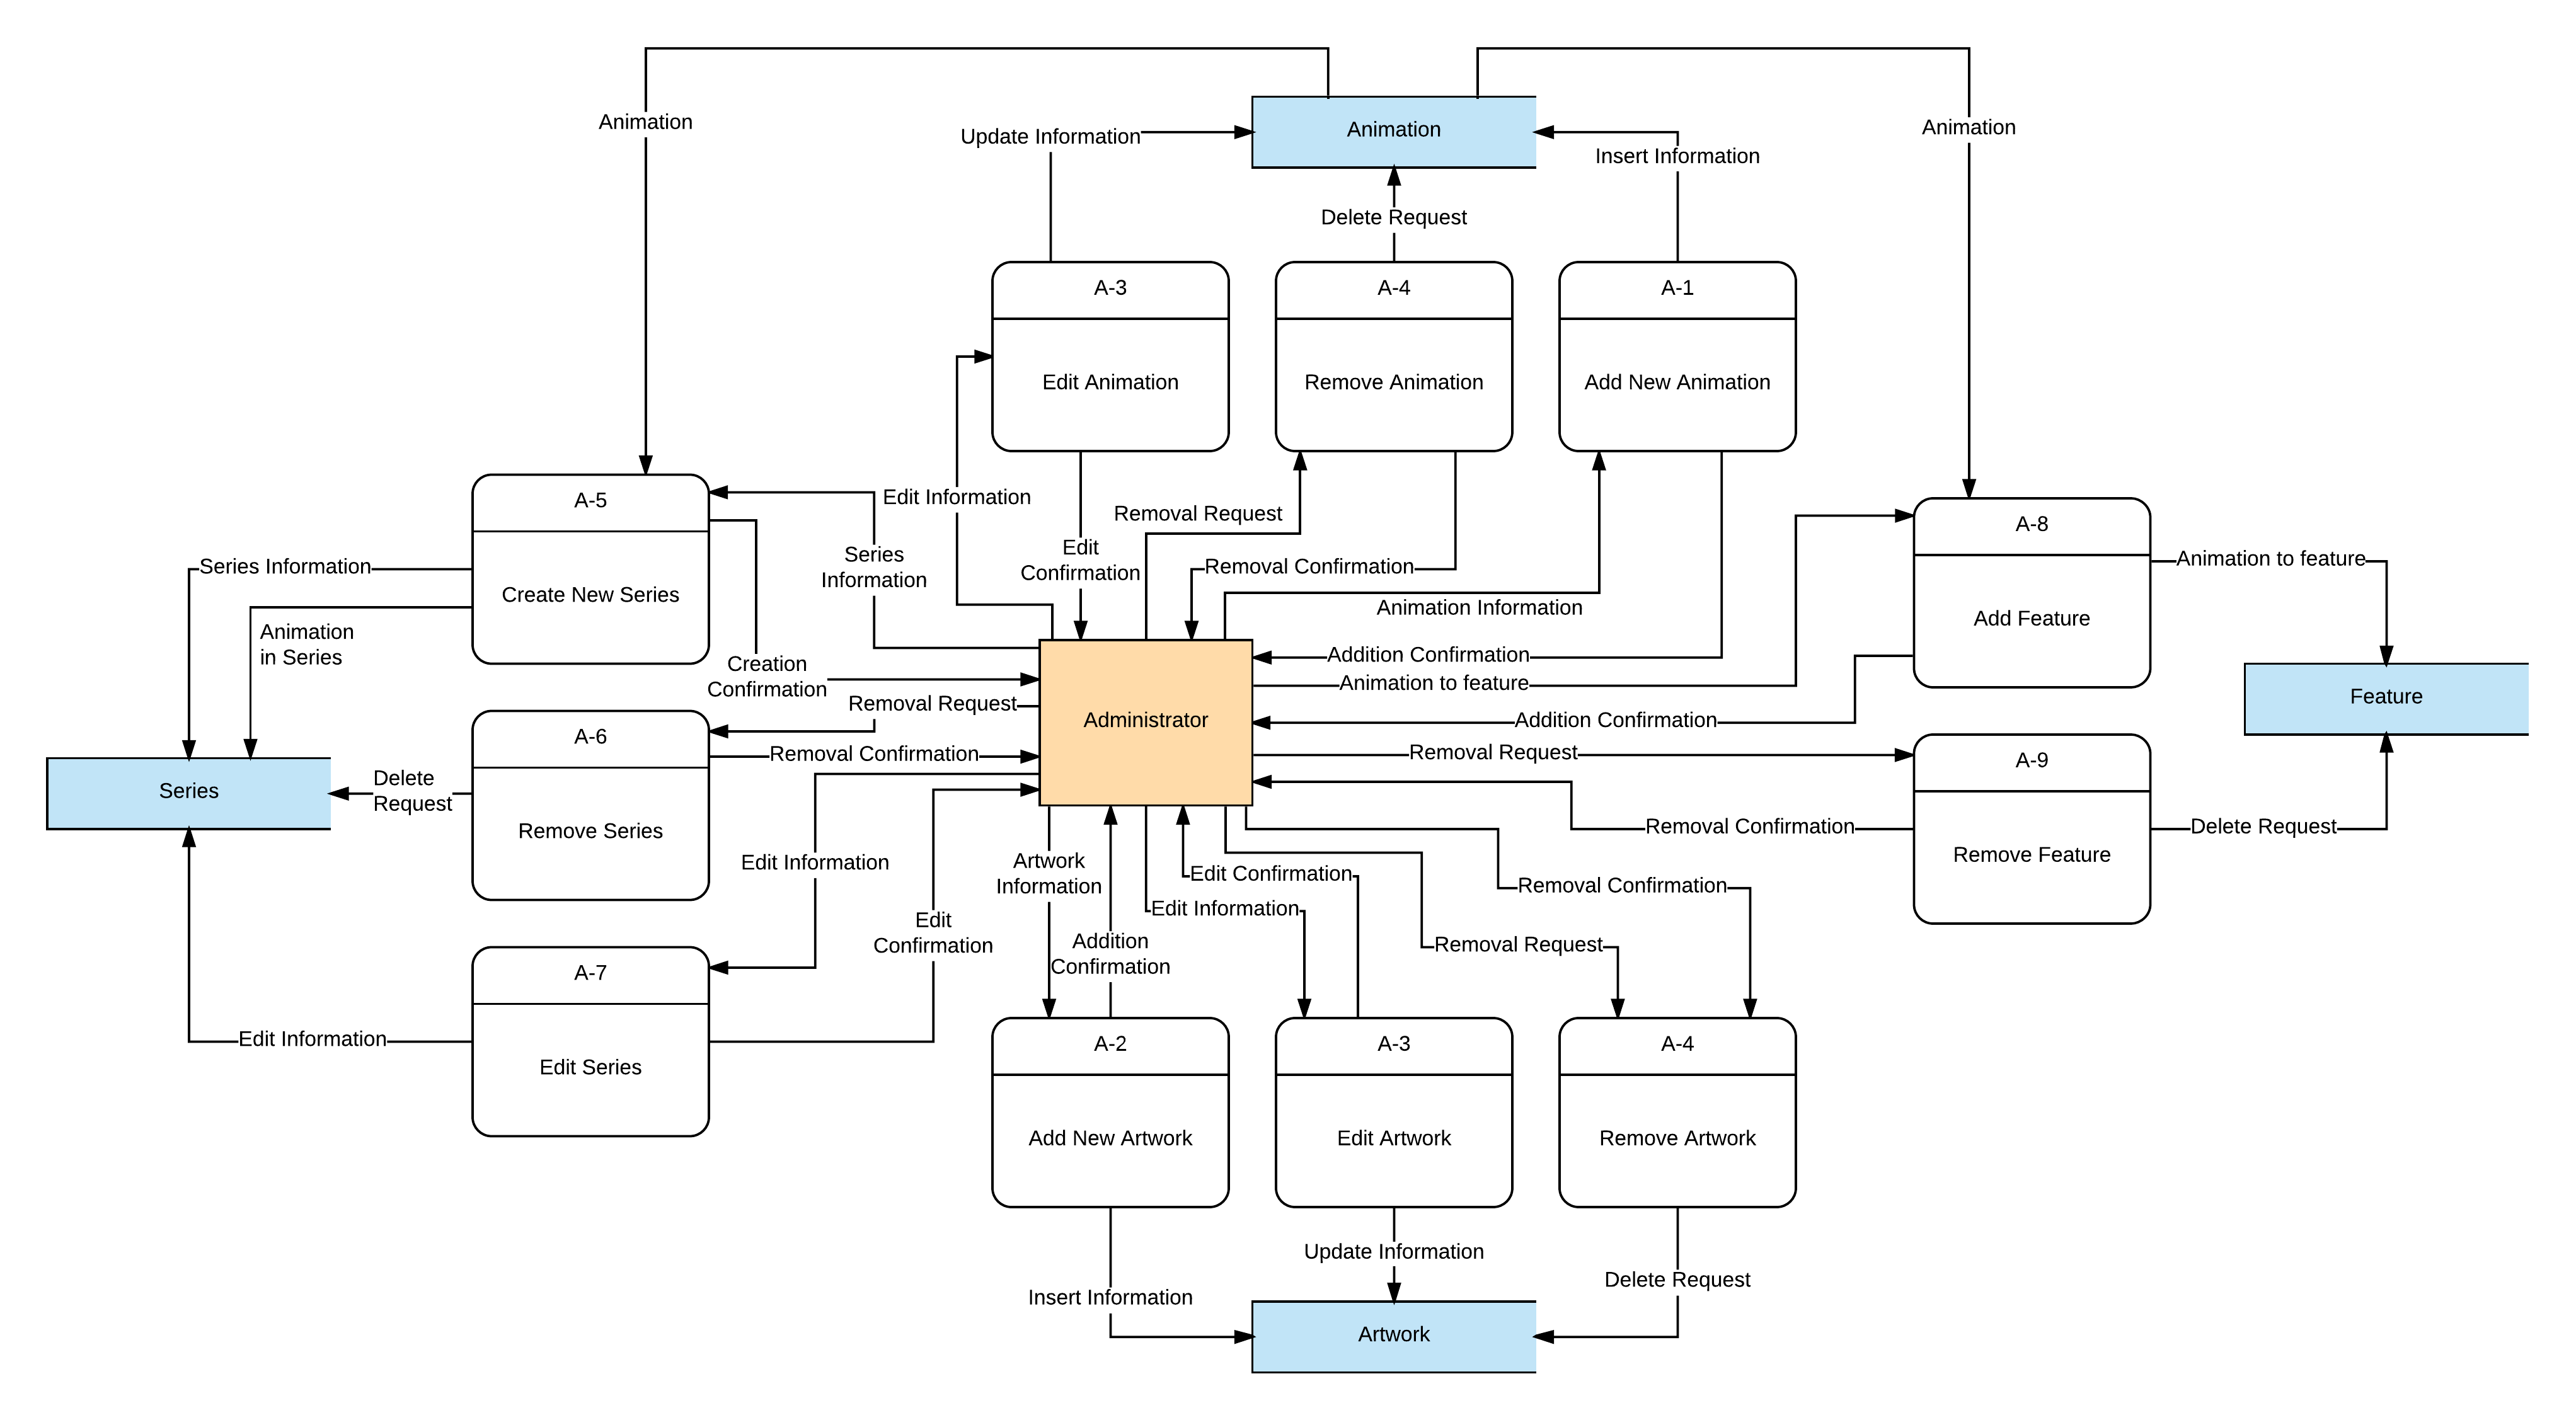 Animation
Animation
Update Information
Animation
Insert Information
Delete Request
A-3
A-4
A-1
Edit Animation
Remove Animation
Add New Animation
A-5
Edit Information
Removal Request
A-8
Series
Information
Edit
Confirmation
Series Information
Removal Confirmation
Animation to feature
Create New Series
Animation Information
Add Feature
Animation
in Series
Creation
Confirmation
Addition Confirmation
Animation to feature
Removal Request
Administrator
Addition Confirmation
Feature
A-6
Removal Confirmation
Removal Request
A-9
Series
Delete
Request
Remove Series
Removal Confirmation
Delete Request
Remove Feature
Edit Information
Artwork
Information
Edit Confirmation
Removal Confirmation
Edit Information
Edit
Confirmation
Addition
Confirmation
Removal Request
A-7
Edit Information
Edit Series
A-2
A-3
A-4
Add New Artwork
Edit Artwork
Remove Artwork
Update Information
Delete Request
Insert Information
Artwork